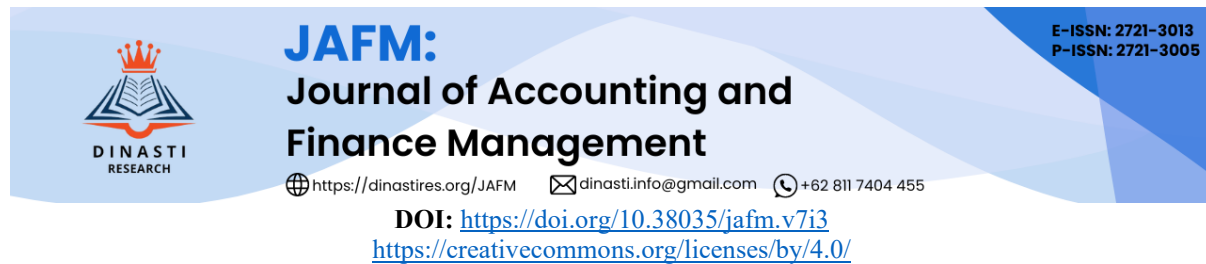 JAFM:
E-ISSN: 2721-3013
P-ISSN: 2721-3005
Journal of Accounting and
Finance Management
DINASTI
RESEARCH
https://dinastires.org/JAFM dinasti.info@gmail.com +62 811 7404 455
DOI: https://doi.org/10.38035/jafm.v7i3
https://creativecommons.org/licenses/by/4.0/